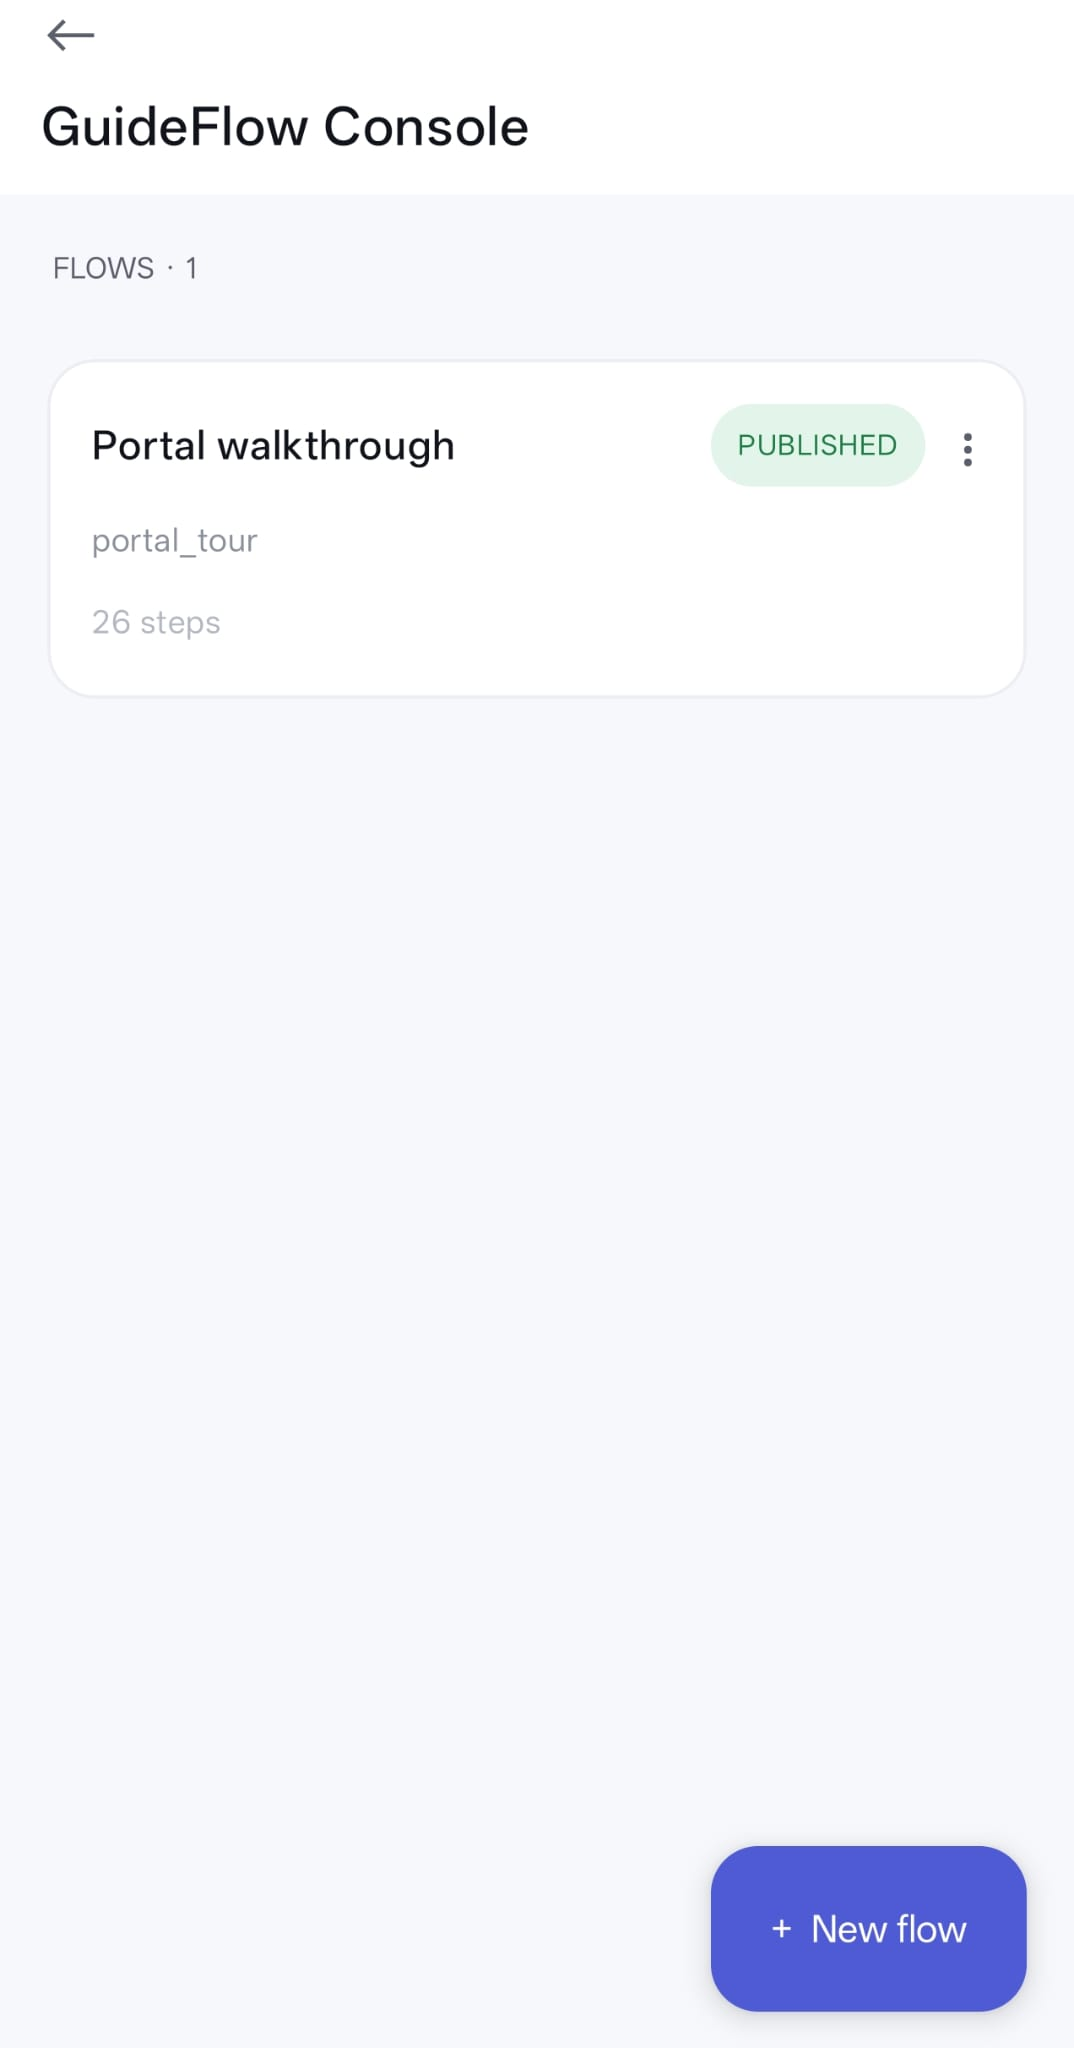 GuideFlow Console
FLOWS · 1
Portal walkthrough
PUBLISHED
portal_tour
26 steps
+ New flow